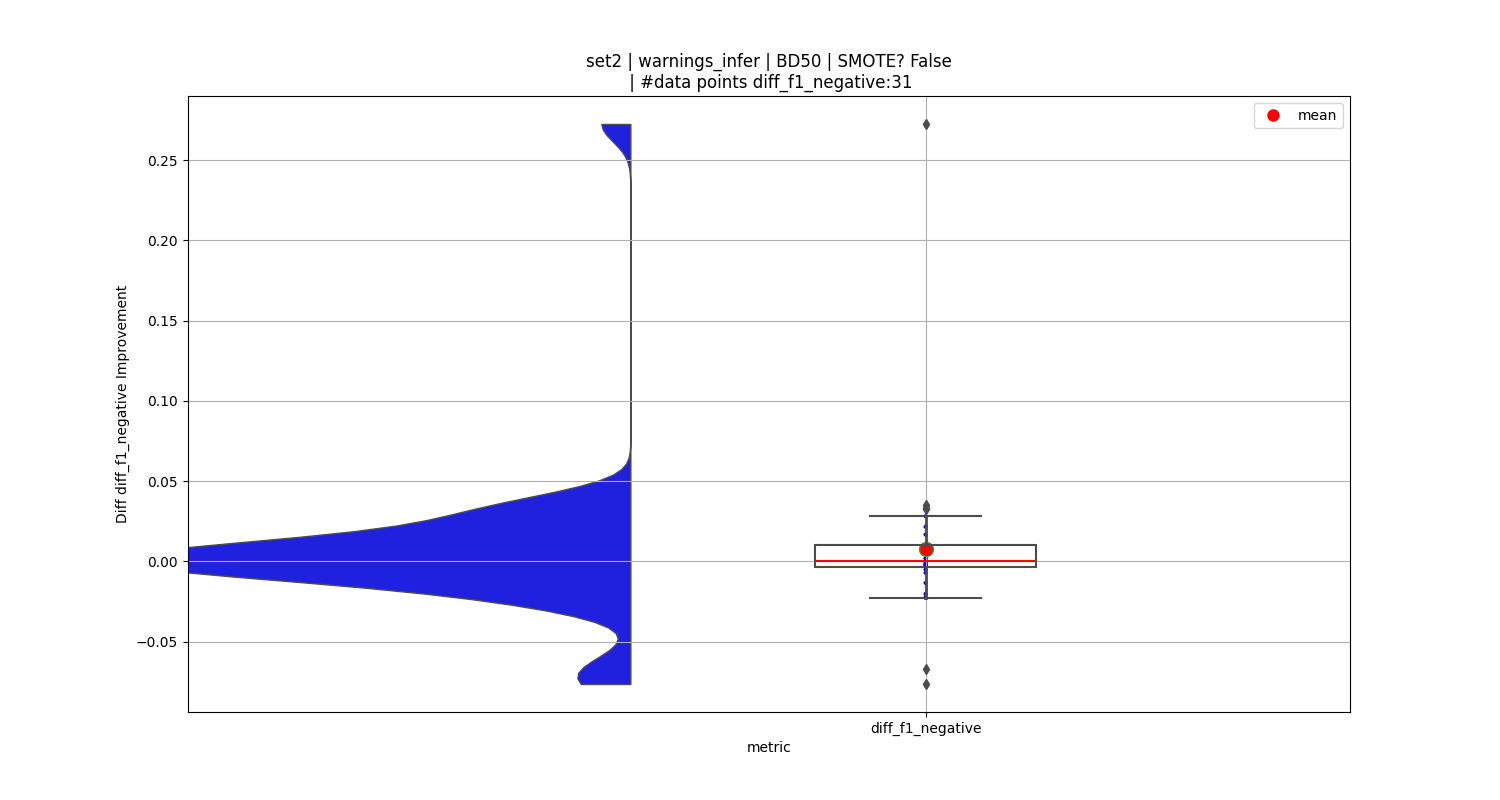 set2 | warnings_infer | BD50 | SMOTE? False
| #data points diff_f1_negative:31
mean
0.25
0.20
0.15
0.10
0.05
0.00
−0.05
Diff diff_f1_negative Improvement
diff_f1_negative
metric